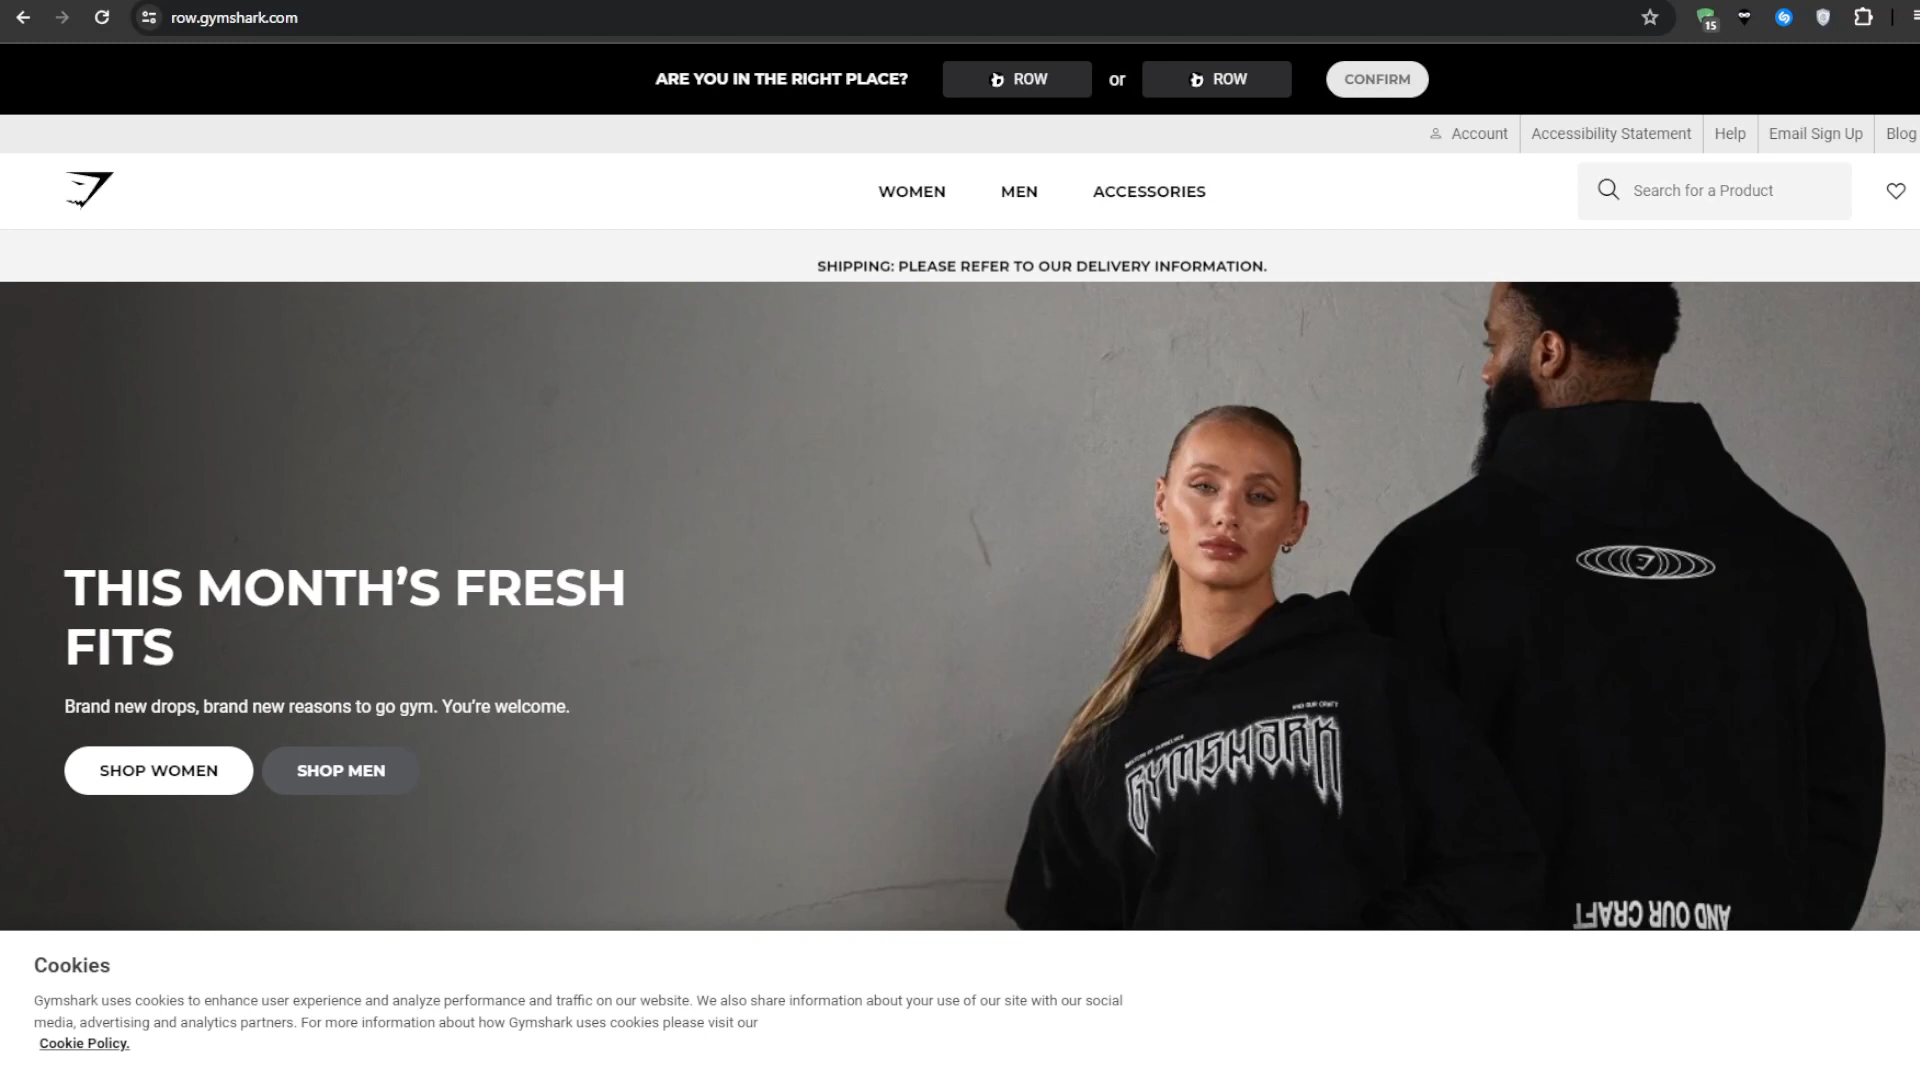 row.gymshark.com
15
ARE YOU IN THE RIGHT PLACE? ROW or ROW CONFIRM
Account Accessibility Statement Help Email Sign Up Blog
WOMEN MEN ACCESSORIES Search for a Product
SHIPPING: PLEASE REFER TO OUR DELIVERY INFORMATION.
THIS MONTH’S FRESH
FITS
Brand new drops, brand new reasons to go gym. You’re welcome.
SHOP WOMEN SHOP MEN
AND OUR CRAFT
GYMSHARK
AND OUR CRAFT
Cookies
Gymshark uses cookies to enhance user experience and analyze performance and traffic on our website. We also share information about your use of our site with our social
media, advertising and analytics partners. For more information about how Gymshark uses cookies please visit our
Cookie Policy.